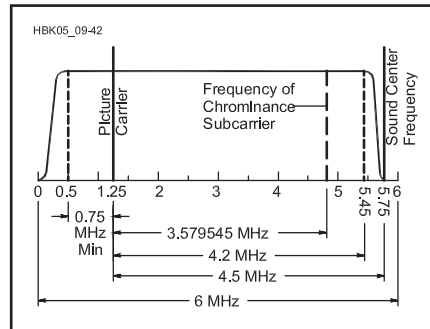 HBK05_09-42
Picture
Carrier
Frequency of
Chrominance
Subcarrier
Sound Center
Frequency
0 0.5 1.25 2 3 4 5 5.45 5.75 6
0.75
MHz
Min
3.579545 MHz
4.2 MHz
4.5 MHz
6 MHz